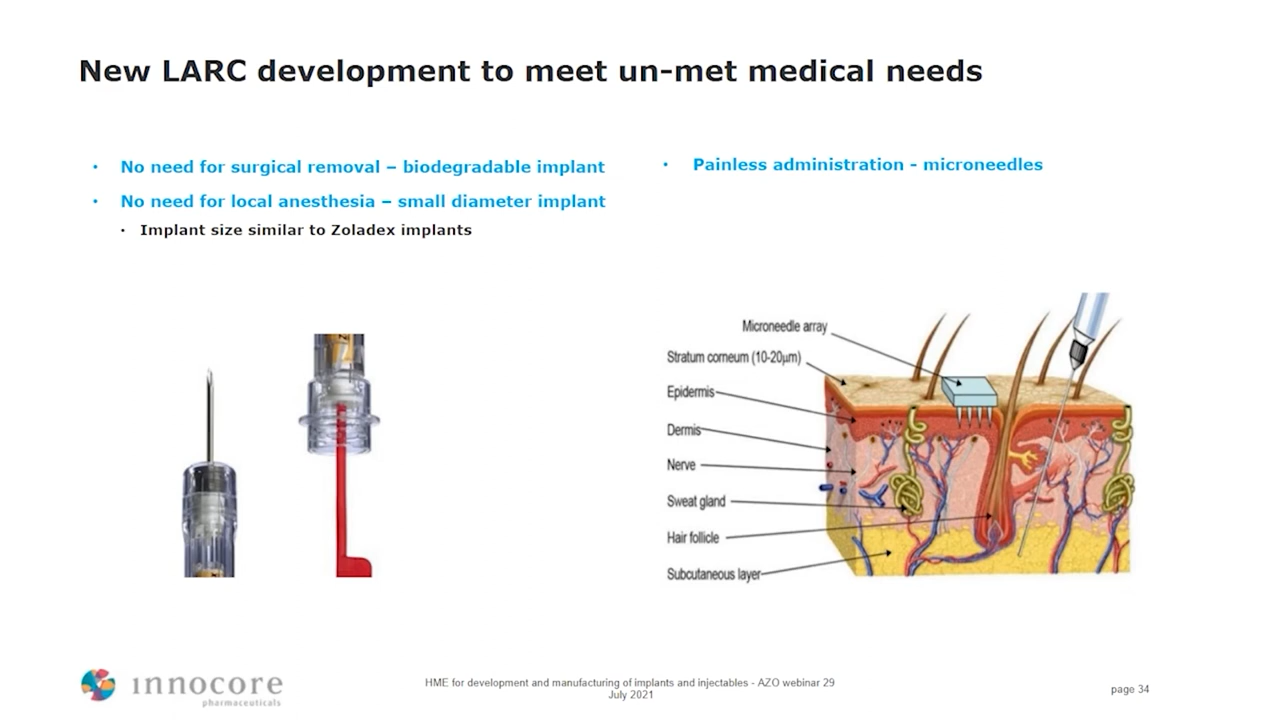 New LARC development to meet un-met medical needs
• No need for surgical removal – biodegradable implant
• No need for local anesthesia – small diameter implant
• Implant size similar to Zoladex implants
• Painless administration - microneedles
Microneedle array
Stratum corneum (10-20µm)
Epidermis
Dermis
Nerve
Sweat gland
Hair follicle
Subcutaneous layer
innocore
pharmaceuticals
HME for development and manufacturing of implants and injectables - AZO webinar 29
July 2021
page 34